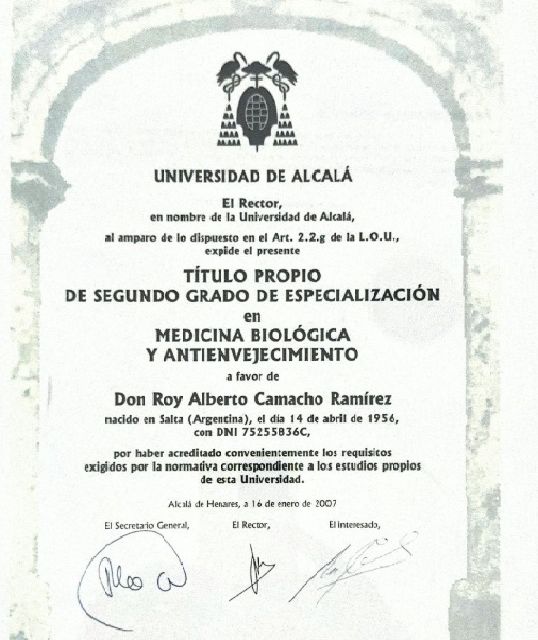 UNIVERSIDAD DE ALCALÁ
El Rector,
en nombre de la Universidad de Alcalá,
al amparo de lo dispuesto en el Art. 2.2.g de la L.O.U.,
expide el presente
TÍTULO PROPIO
DE SEGUNDO GRADO DE ESPECIALIZACIÓN
en
MEDICINA BIOLÓGICA
Y ANTIENVEJECIMIENTO
a favor de
Don Roy Alberto Camacho Ramírez
nacido en Salta (Argentina), el día 14 de abril de 1956,
con DNI 75255836C,
por haber acreditado convenientemente los requisitos
exigidos por la normativa correspondiente a los estudios propios
de esta Universidad.
Alcalá de Henares, a 16 de enero de 2007
El Secretario General, El Rector, El interesado,